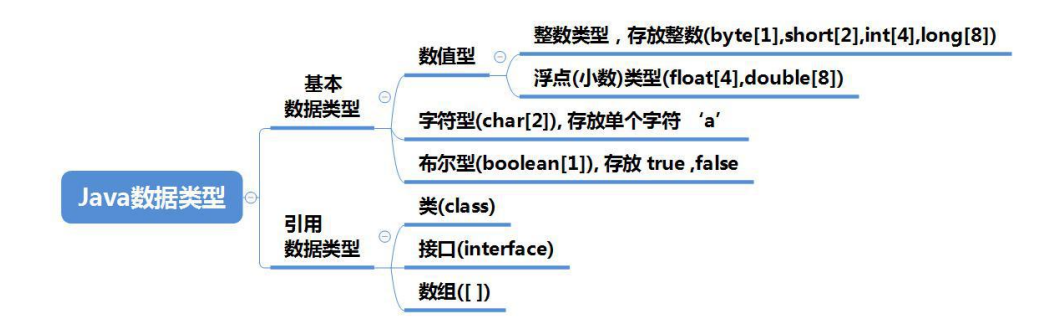 Java数据类型
基本
数据类型
数值型
整数类型，存放整数(byte[1],short[2],int[4],long[8])
浮点(小数)类型(float[4],double[8])
字符型(char[2]), 存放单个字符 ‘a’
布尔型(boolean[1]), 存放 true ,false
引用
数据类型
类(class)
接口(interface)
数组([ ])